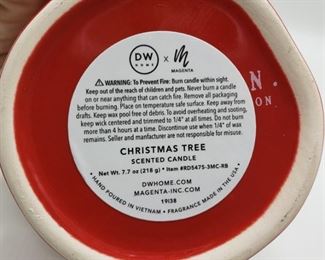 DW
HOME
X
M
MAGENTA
⚠ WARNING: To Prevent Fire: Burn candle within sight.
Keep out of the reach of children and pets. Never burn a candle
on or near anything that can catch fire. Remove all packaging
before burning. Place on temperature safe surface. Keep away from
drafts. Keep wax pool free of debris. To avoid overheating and sooting
keep wick centered and trimmed to 1/4" at all times. Do not burn
more than 4 hours at a time. Discontinue use when 1/4" of wax
remains. Seller and manufacturer are not responsible for misuse.
CHRISTMAS TREE
SCENTED CANDLE
Net Wt. 7.7 oz (218 g) * Item #RD5475-3MC-RB
DWHOME.COM
MAGENTA-INC.COM
19I38
• HAND POURED IN VIETNAM • FRAGRANCE MADE IN THE USA •
N.
ON.